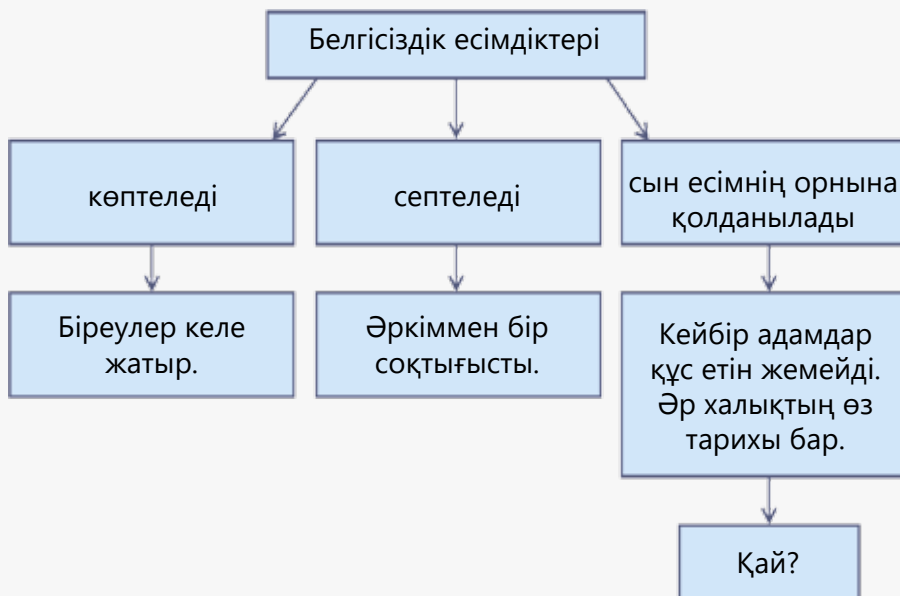 Белгісіздік есімдіктері
көптеледі
септеледі
сын есімнің орнына
қолданылады
Біреулер келе
жатыр.
Әркіммен бір
соқтығысты.
Кейбір адамдар
құс етін жемейді.
Әр халықтың өз
тарихы бар.
Қай?